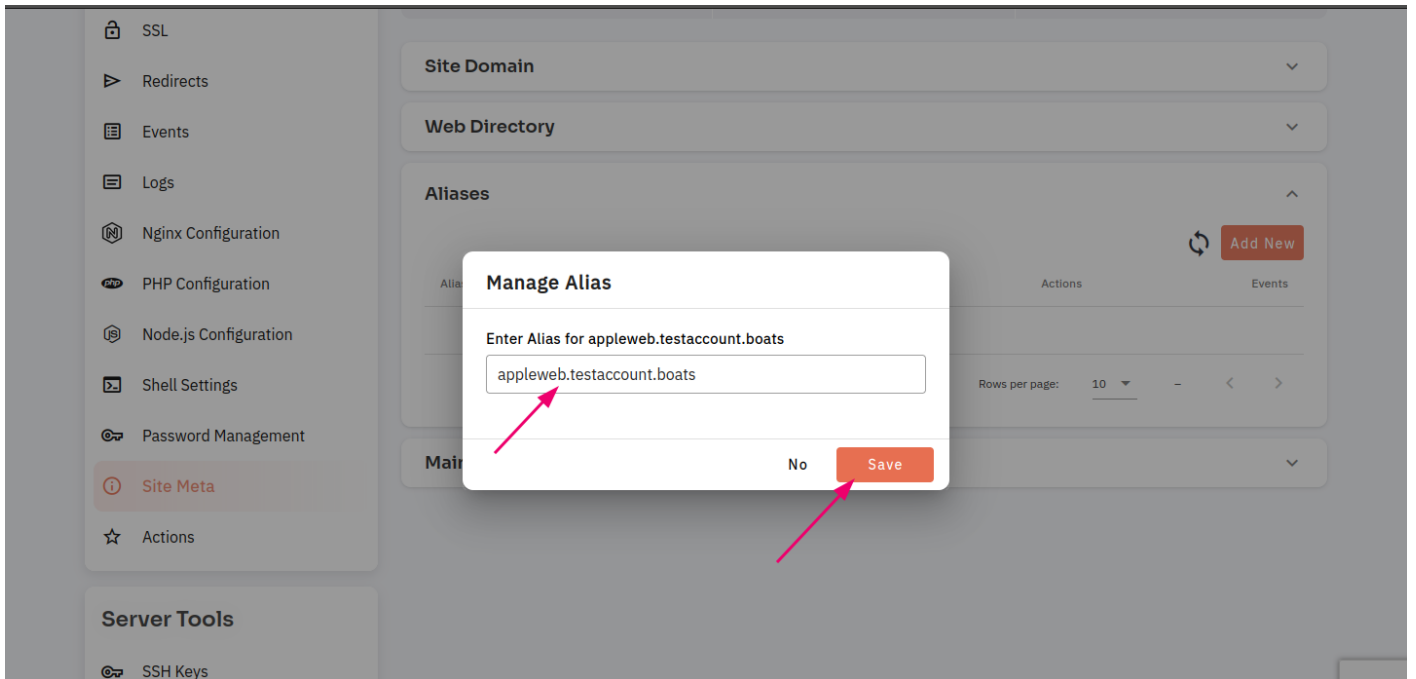 SSL
Redirects
Events
Logs
Nginx Configuration
PHP Configuration
Node.js Configuration
Shell Settings
Password Management
Site Meta
Actions
Server Tools
SSH Keys
Site Domain
Web Directory
Aliases
Add New
Actions Events
Rows per page: 10 –
Manage Alias
Enter Alias for appleweb.testaccount.boats
appleweb.testaccount.boats
No Save